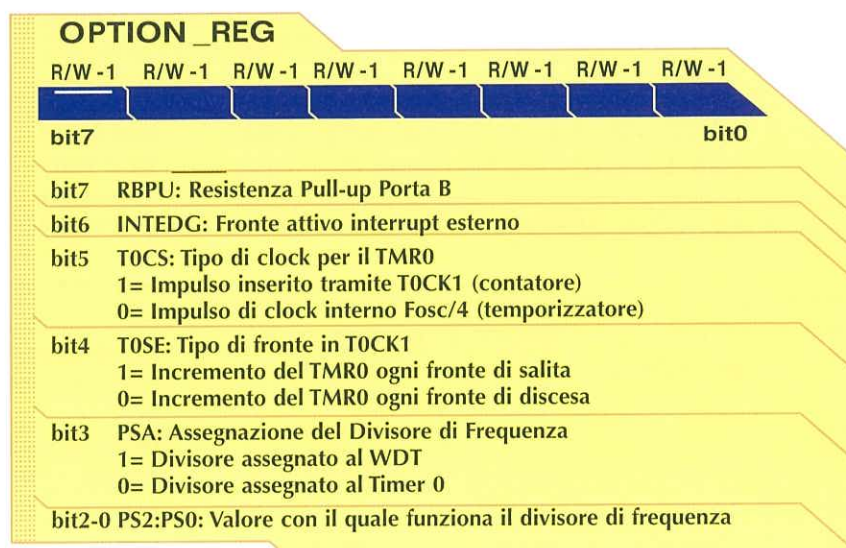 OPTION _REG
R/W -1 R/W -1 R/W -1 R/W -1 R/W -1 R/W -1 R/W -1 R/W -1
bit7 bit0
bit7 RBPU: Resistenza Pull-up Porta B
bit6 INTEDG: Fronte attivo interrupt esterno
bit5 T0CS: Tipo di clock per il TMR0
1= Impulso inserito tramite T0CK1 (contatore)
0= Impulso di clock interno Fosc/4 (temporizzatore)
bit4 T0SE: Tipo di fronte in T0CK1
1= Incremento del TMR0 ogni fronte di salita
0= Incremento del TMR0 ogni fronte di discesa
bit3 PSA: Assegnazione del Divisore di Frequenza
1= Divisore assegnato al WDT
0= Divisore assegnato al Timer 0
bit2-0 PS2:PS0: Valore con il quale funziona il divisore di frequenza